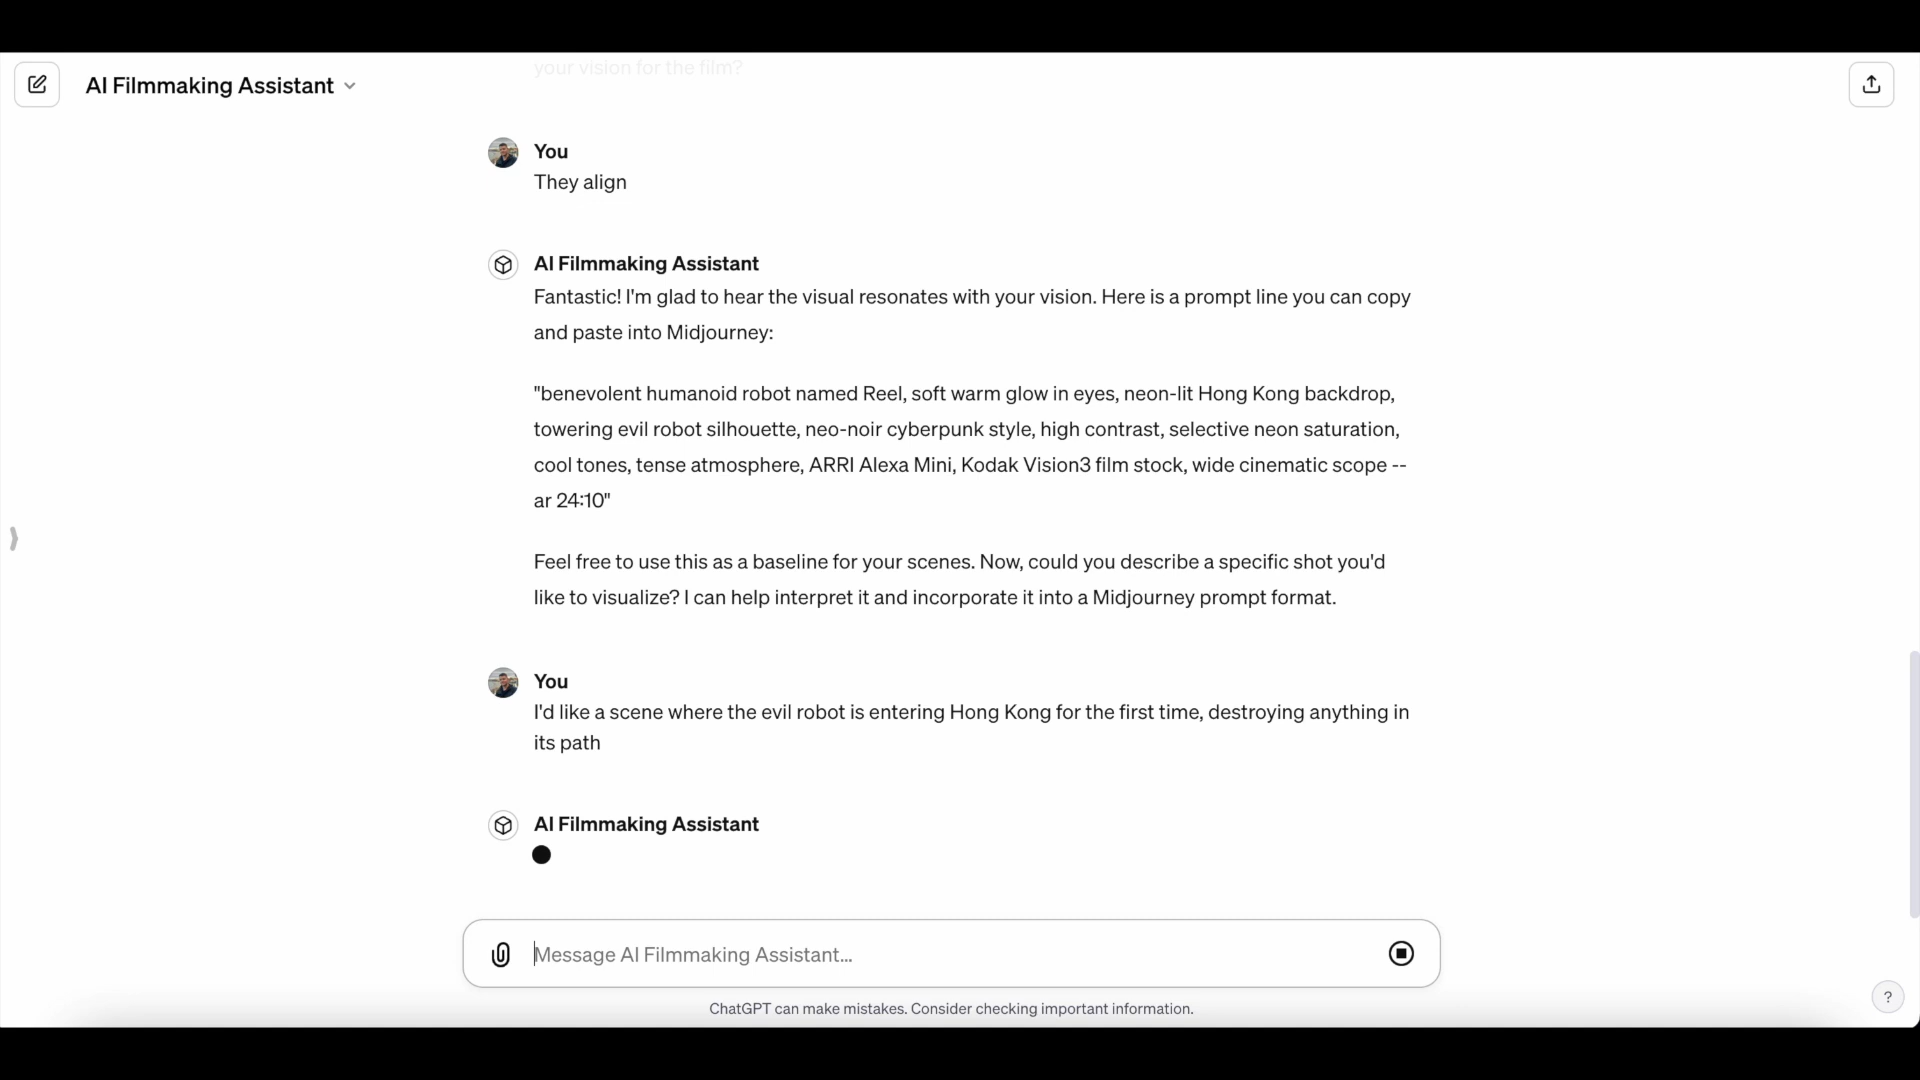 your vision for the film?
AI Filmmaking Assistant
You
They align
AI Filmmaking Assistant
Fantastic! I'm glad to hear the visual resonates with your vision. Here is a prompt line you can copy
and paste into Midjourney:
"benevolent humanoid robot named Reel, soft warm glow in eyes, neon-lit Hong Kong backdrop,
towering evil robot silhouette, neo-noir cyberpunk style, high contrast, selective neon saturation,
cool tones, tense atmosphere, ARRI Alexa Mini, Kodak Vision3 film stock, wide cinematic scope --
ar 24:10"
Feel free to use this as a baseline for your scenes. Now, could you describe a specific shot you'd
like to visualize? I can help interpret it and incorporate it into a Midjourney prompt format.
You
I'd like a scene where the evil robot is entering Hong Kong for the first time, destroying anything in
its path
AI Filmmaking Assistant
Message AI Filmmaking Assistant...
ChatGPT can make mistakes. Consider checking important information.
?